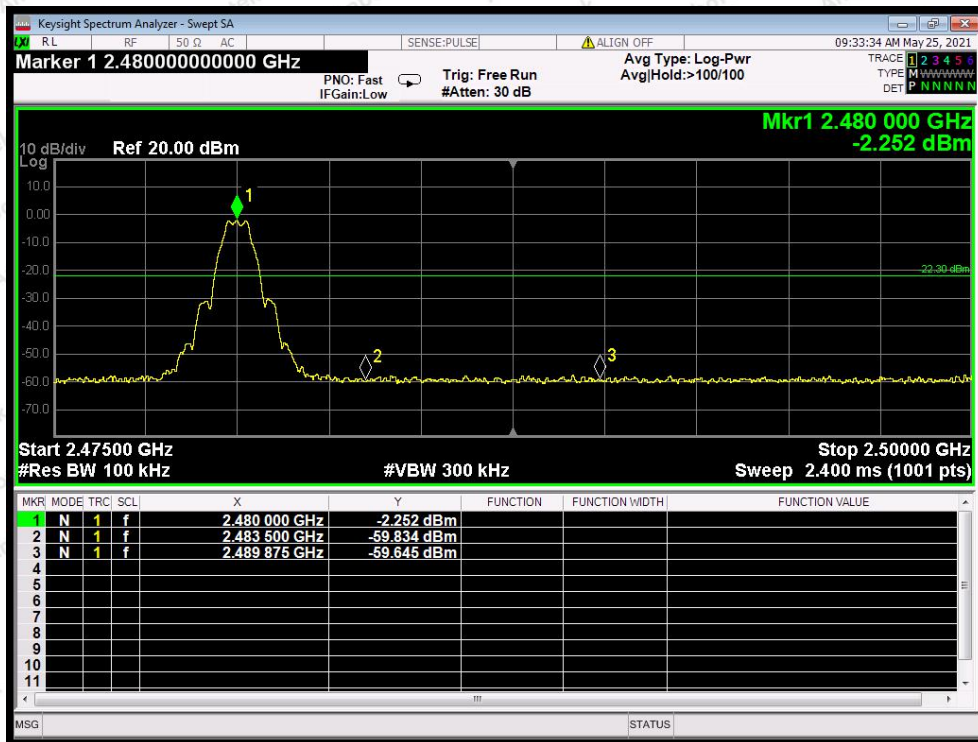 Keysight Spectrum Analyzer - Swept SA
LXI RL RF 50 Ω AC SENSE:PULSE ALIGN OFF 09:33:34 AM May 25, 2021
Marker 1 2.480000000000 GHz
PNO: Fast
IFGain:Low
Trig: Free Run
#Atten: 30 dB
Avg Type: Log-Pwr
Avg|Hold:>100/100
TRACE 1 2 3 4 5 6
TYPE M WWWWW
DET P N N N N N
Mkr1 2.480 000 GHz
-2.252 dBm
10 dB/div Ref 20.00 dBm
Log
10.0
0.00
-10.0
-20.0
-30.0
-40.0
-50.0
-60.0
-70.0
1
-22.30 dBm
2
3
Start 2.47500 GHz Stop 2.50000 GHz
#Res BW 100 kHz #VBW 300 kHz Sweep 2.400 ms (1001 pts)
MKR MODE TRC SCL X Y FUNCTION FUNCTION WIDTH FUNCTION VALUE
1 N 1 f 2.480 000 GHz -2.252 dBm
2 N 1 f 2.483 500 GHz -59.834 dBm
3 N 1 f 2.489 875 GHz -59.645 dBm
4
5
6
7
8
9
10
11
MSG STATUS